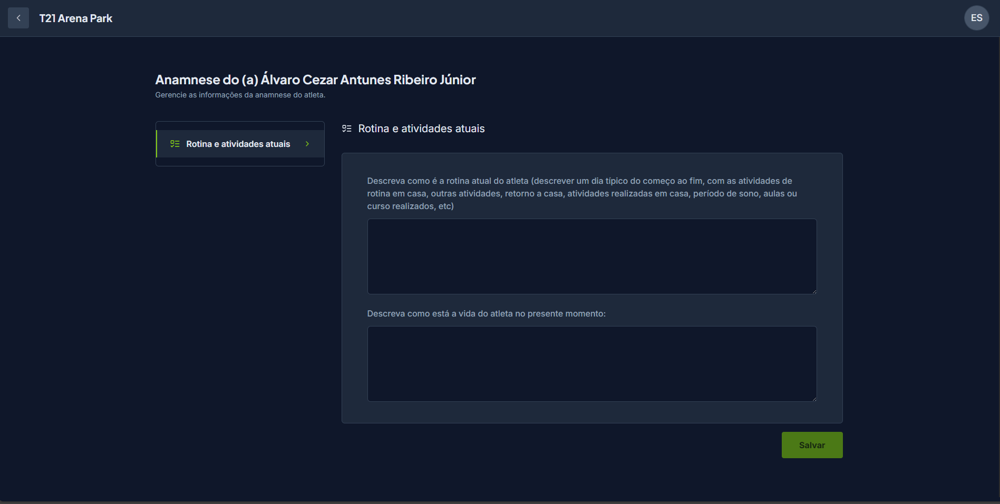 T21 Arena Park
ES
Anamnese do (a) Álvaro Cezar Antunes Ribeiro Júnior
Gerencie as informações da anamnese do atleta.
Rotina e atividades atuais
Rotina e atividades atuais
Descreva como é a rotina atual do atleta (descrever um dia típico do começo ao fim, com as atividades de
rotina em casa, outras atividades, retorno a casa, atividades realizadas em casa, período de sono, aulas ou
curso realizados, etc)
Descreva como está a vida do atleta no presente momento:
Salvar